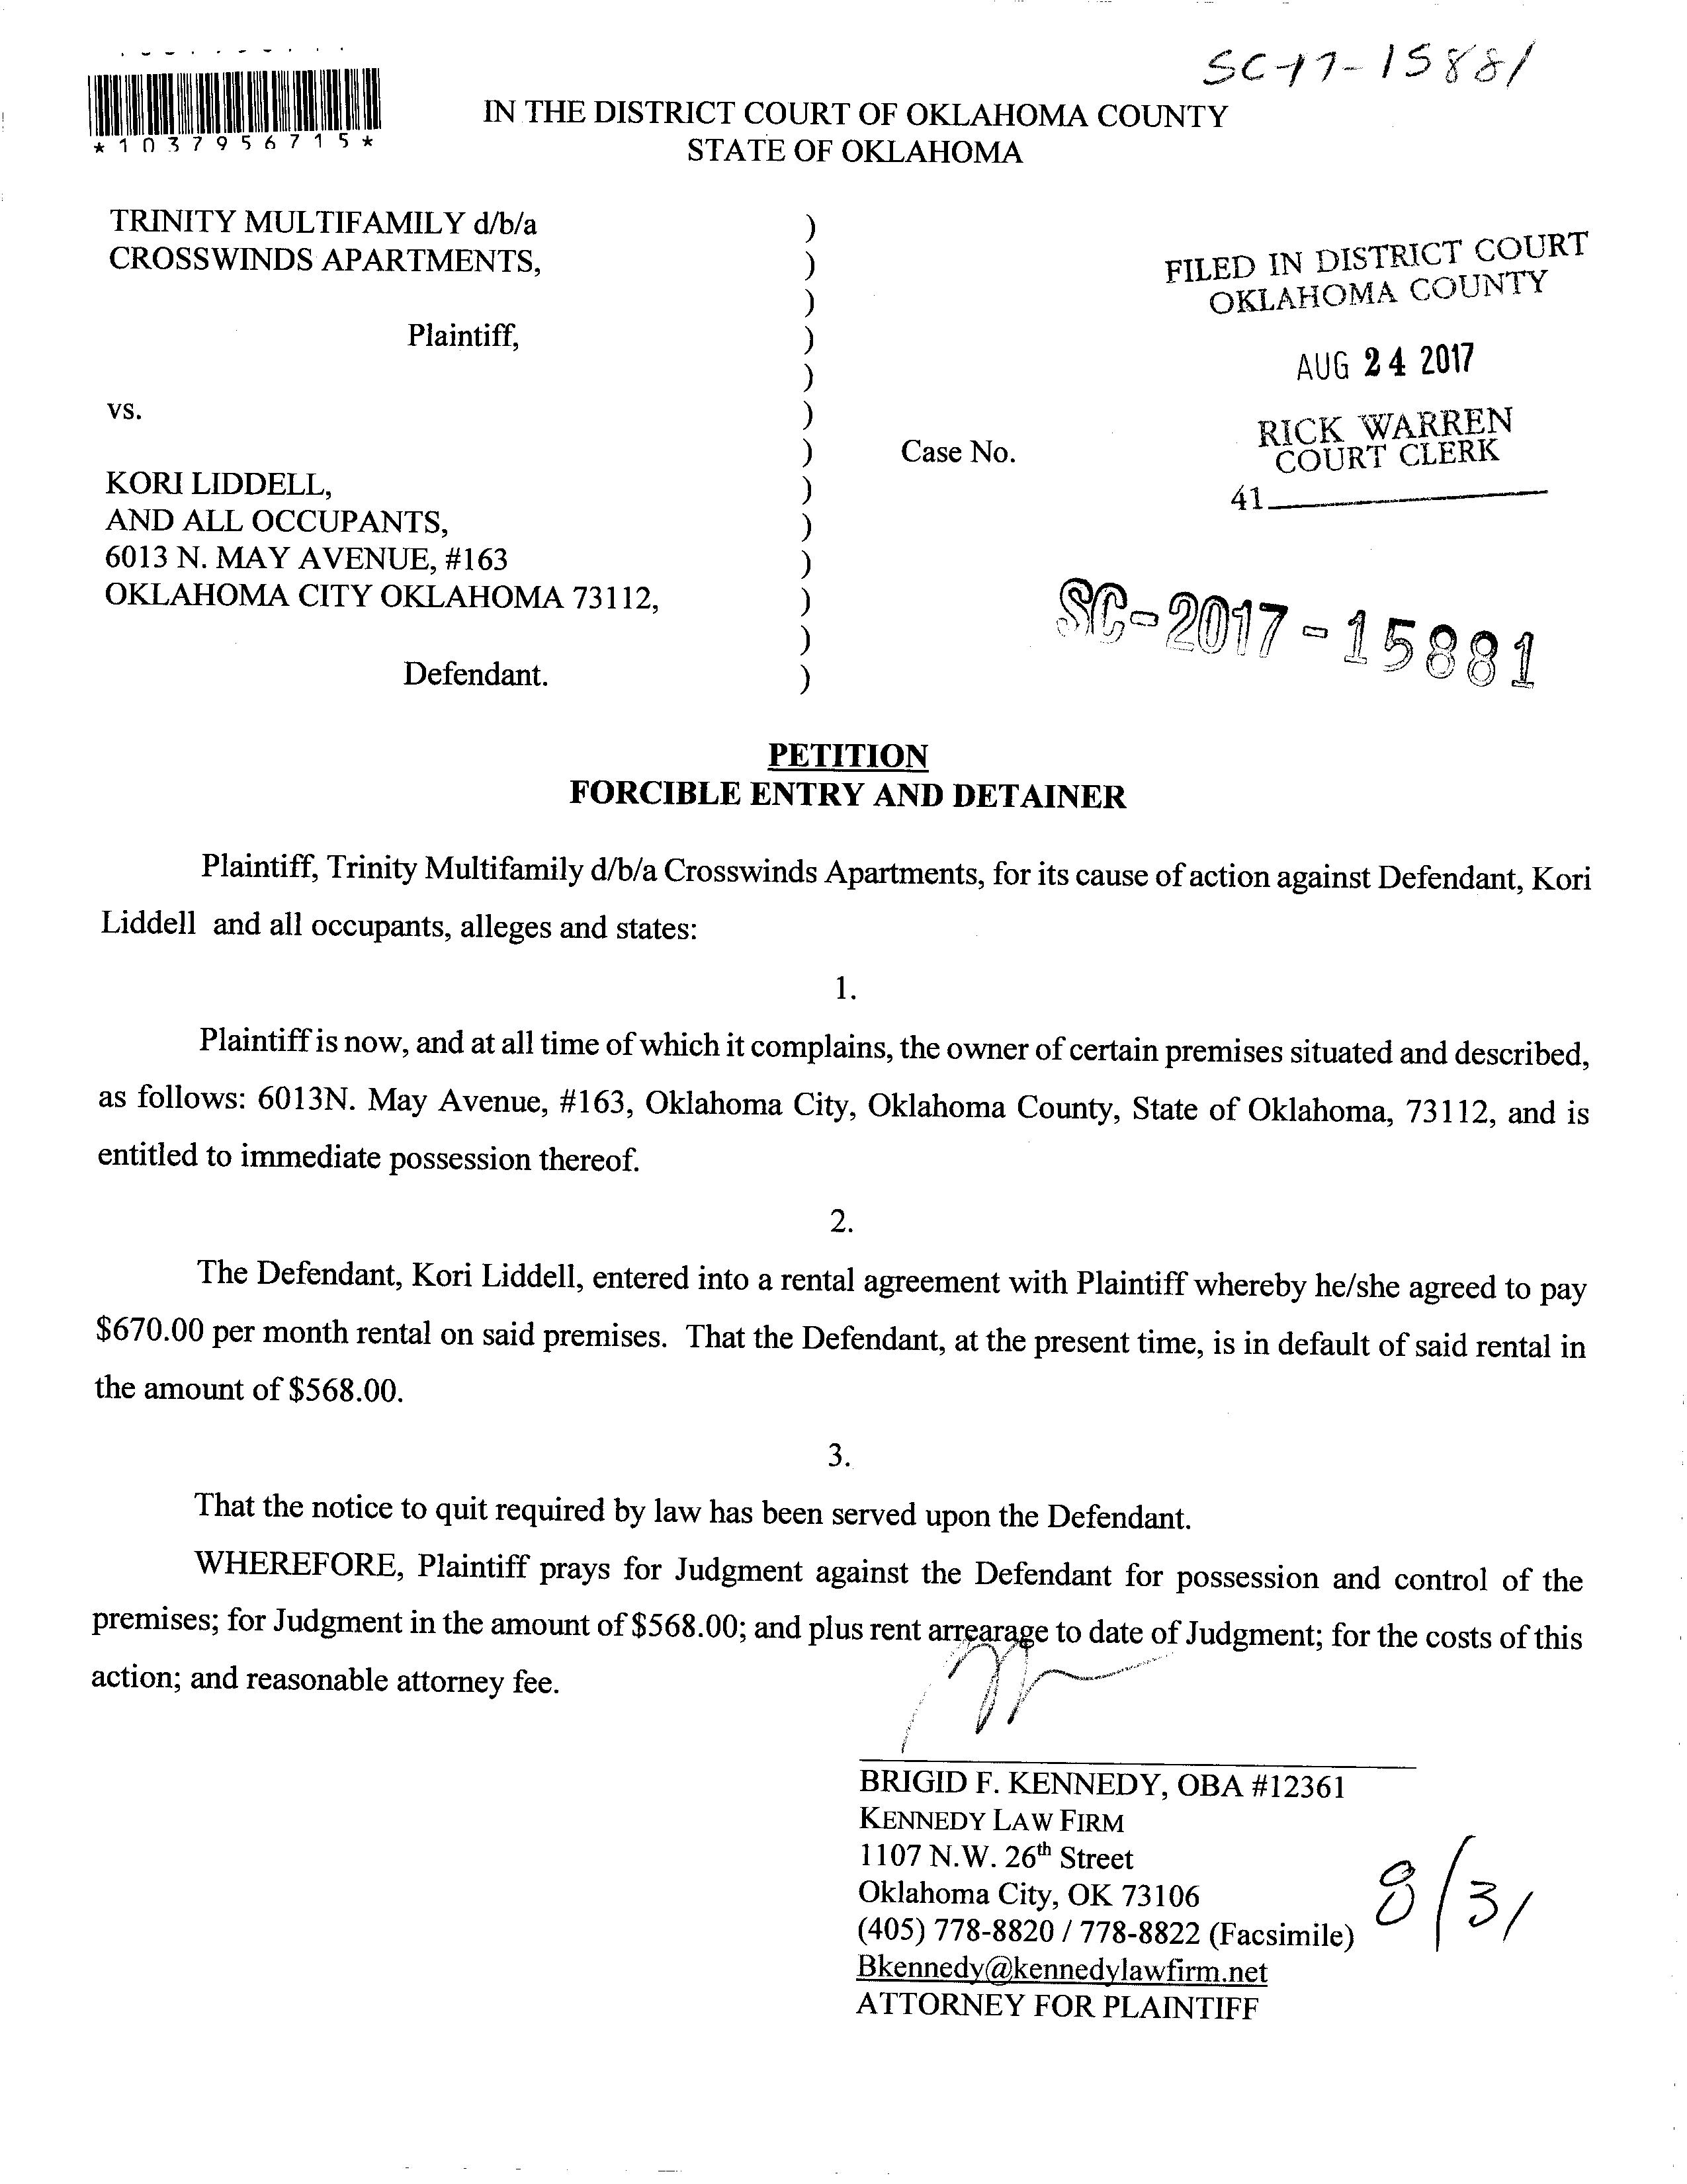 SC-17-15881
*1037956715*
IN THE DISTRICT COURT OF OKLAHOMA COUNTY
STATE OF OKLAHOMA
TRINITY MULTIFAMILY d/b/a )
CROSSWINDS APARTMENTS, )
)
Plaintiff, )
)
vs. )
) Case No.
KORI LIDDELL, )
AND ALL OCCUPANTS, )
6013 N. MAY AVENUE, #163 )
OKLAHOMA CITY OKLAHOMA 73112, )
)
Defendant. )
FILED IN DISTRICT COURT
OKLAHOMA COUNTY
AUG 24 2017
RICK WARREN
COURT CLERK
41
SC-2017-15881
PETITION
FORCIBLE ENTRY AND DETAINER
Plaintiff, Trinity Multifamily d/b/a Crosswinds Apartments, for its cause of action against Defendant, Kori
Liddell and all occupants, alleges and states:
1.
Plaintiff is now, and at all time of which it complains, the owner of certain premises situated and described,
as follows: 6013N. May Avenue, #163, Oklahoma City, Oklahoma County, State of Oklahoma, 73112, and is
entitled to immediate possession thereof.
2.
The Defendant, Kori Liddell, entered into a rental agreement with Plaintiff whereby he/she agreed to pay
$670.00 per month rental on said premises. That the Defendant, at the present time, is in default of said rental in
the amount of $568.00.
3.
That the notice to quit required by law has been served upon the Defendant.
WHEREFORE, Plaintiff prays for Judgment against the Defendant for possession and control of the
premises; for Judgment in the amount of $568.00; and plus rent arrearage to date of Judgment; for the costs of this
action; and reasonable attorney fee.
BRIGID F. KENNEDY, OBA #12361
KENNEDY LAW FIRM
1107 N.W. 26th Street
Oklahoma City, OK 73106
(405) 778-8820 / 778-8822 (Facsimile)
Bkennedy@kennedylawfirm.net
ATTORNEY FOR PLAINTIFF
8/31